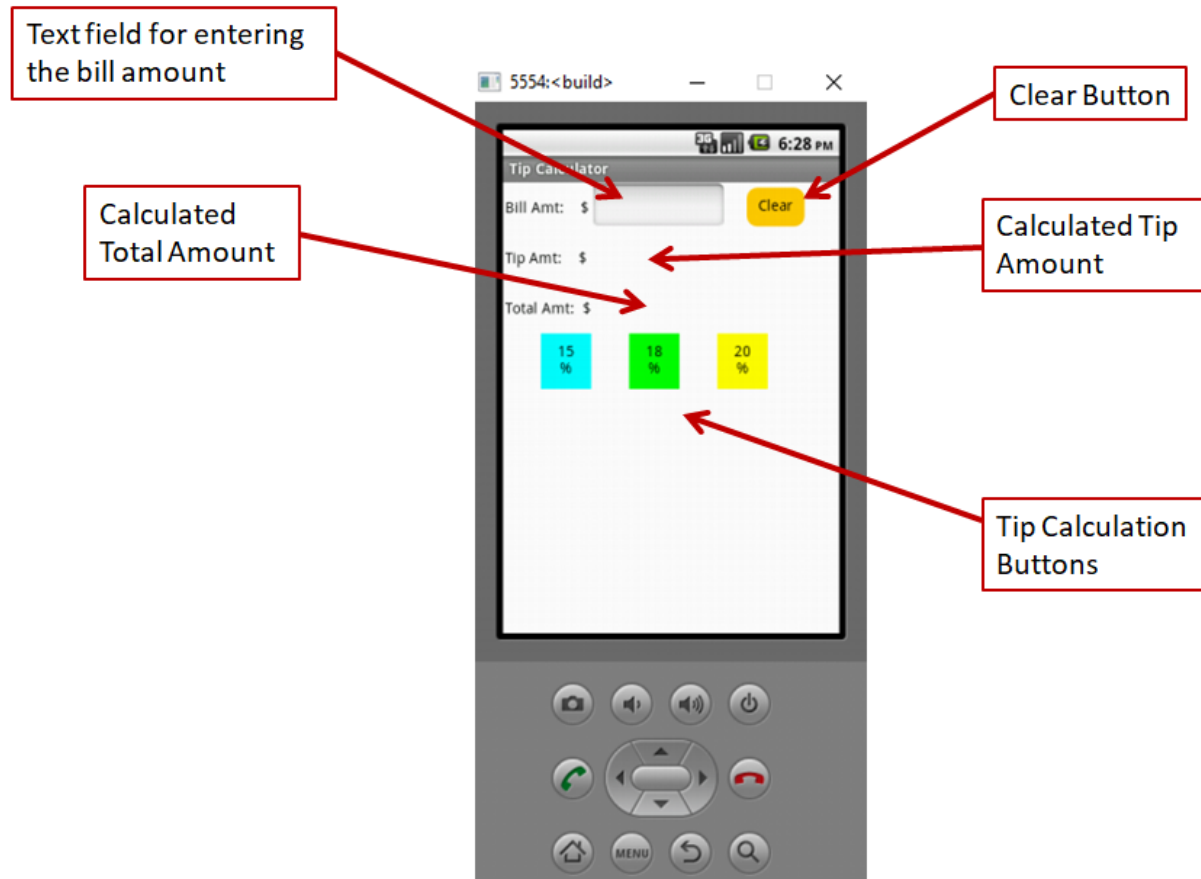 Text field for entering
the bill amount
5554:<build>
Clear Button
3G
6:28 PM
Tip Calculator
Bill Amt: $
Clear
Calculated
Total Amount
Calculated Tip
Amount
Tip Amt: $
Total Amt: $
15
%
18
%
20
%
Tip Calculation
Buttons
MENU